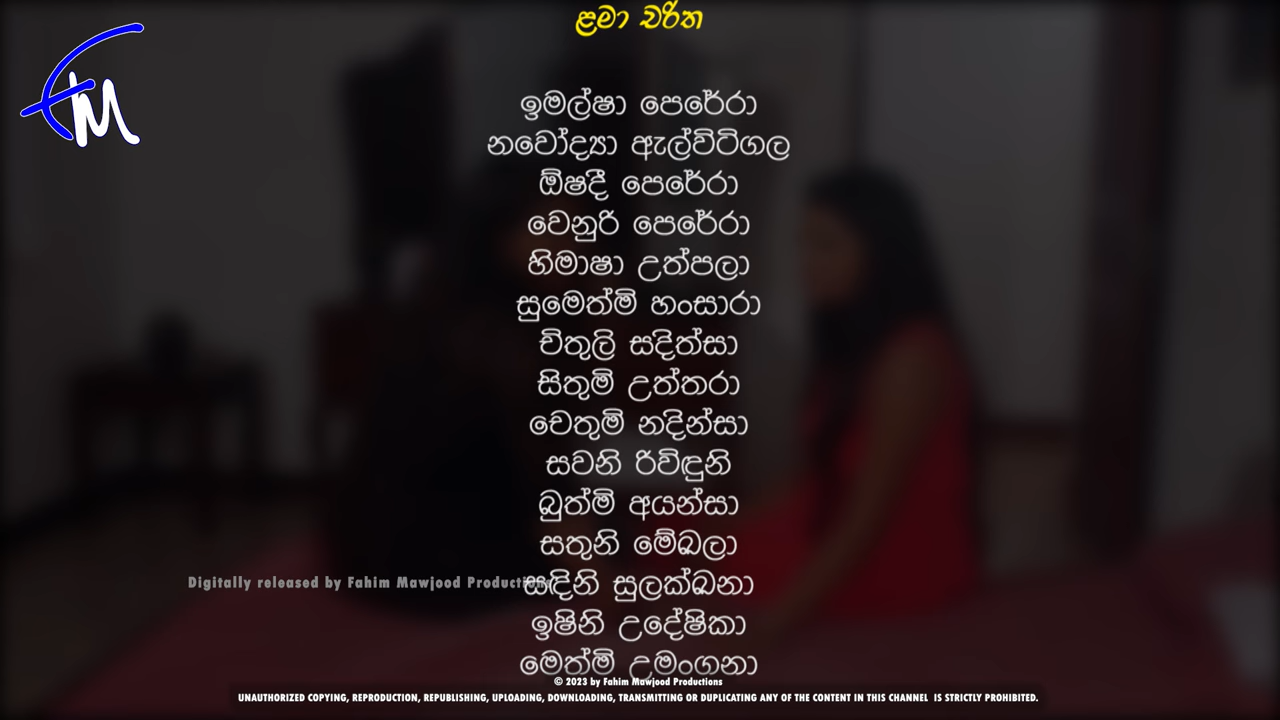 ළමා චරිත
FM
ඉමල්ෂා පෙරේරා
නවෝද්‍යා ඇල්විටිගල
ඕෂදී පෙරේරා
වෙනුරි පෙරේරා
හිමාෂා උත්පලා
සුමෙත්මි හංසාරා
චිතුලි සදිත්සා
සිතුමි උත්තරා
චෙතුමි නදින්සා
සවනි රිවිඳුනි
බුත්මි අයන්සා
සතුනි මේඛලා
Digitally released by Fahim Mawjood Productions
සඳිනි සුලක්ඛනා
ඉෂිනි උදේෂිකා
මෙත්මි උමංගනා
© 2023 by Fahim Mawjood Productions
UNAUTHORIZED COPYING, REPRODUCTION, REPUBLISHING, UPLOADING, DOWNLOADING, TRANSMITTING OR DUPLICATING ANY OF THE CONTENT IN THIS CHANNEL IS STRICTLY PROHIBITED.